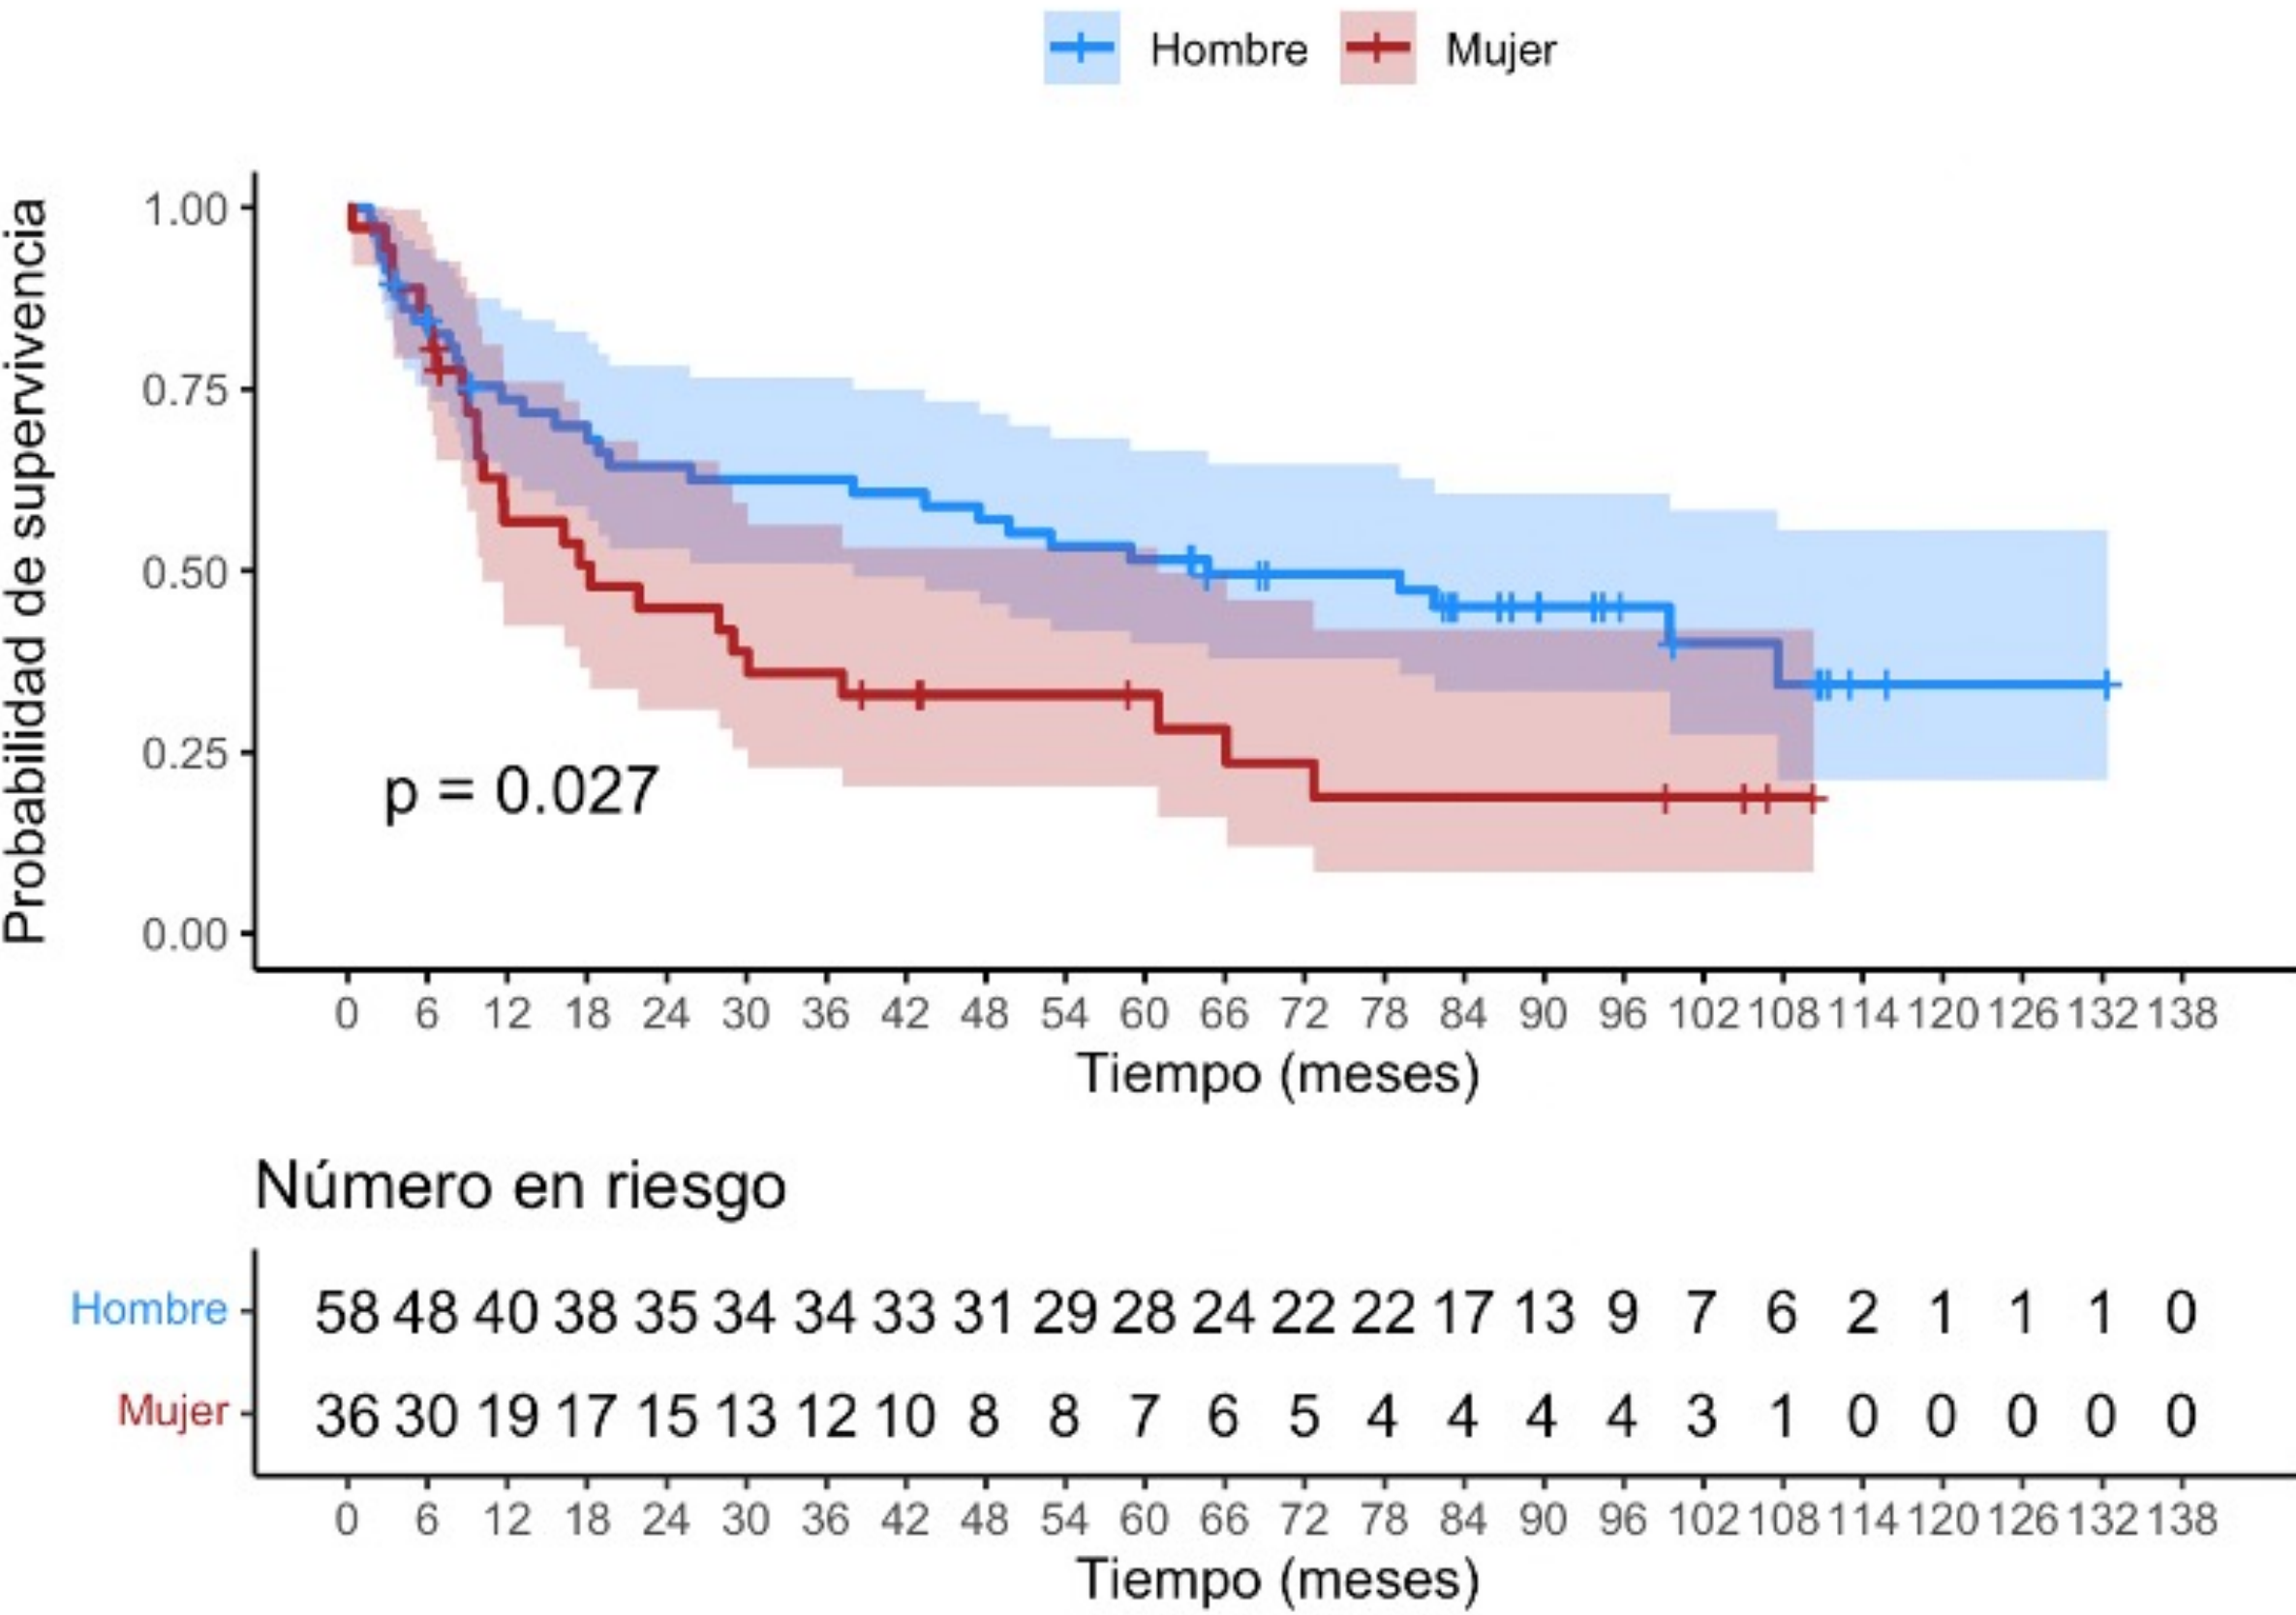 Hombre Mujer
Probabilidad de supervivencia
1.00
0.75
0.50
0.25
0.00
p = 0.027
0 6 12 18 24 30 36 42 48 54 60 66 72 78 84 90 96 102 108 114 120 126 132 138
Tiempo (meses)
Número en riesgo
Hombre 58 48 40 38 35 34 34 33 31 29 28 24 22 22 17 13 9 7 6 2 1 1 1 0
Mujer 36 30 19 17 15 13 12 10 8 8 7 6 5 4 4 4 4 3 1 0 0 0 0 0
0 6 12 18 24 30 36 42 48 54 60 66 72 78 84 90 96 102 108 114 120 126 132 138
Tiempo (meses)